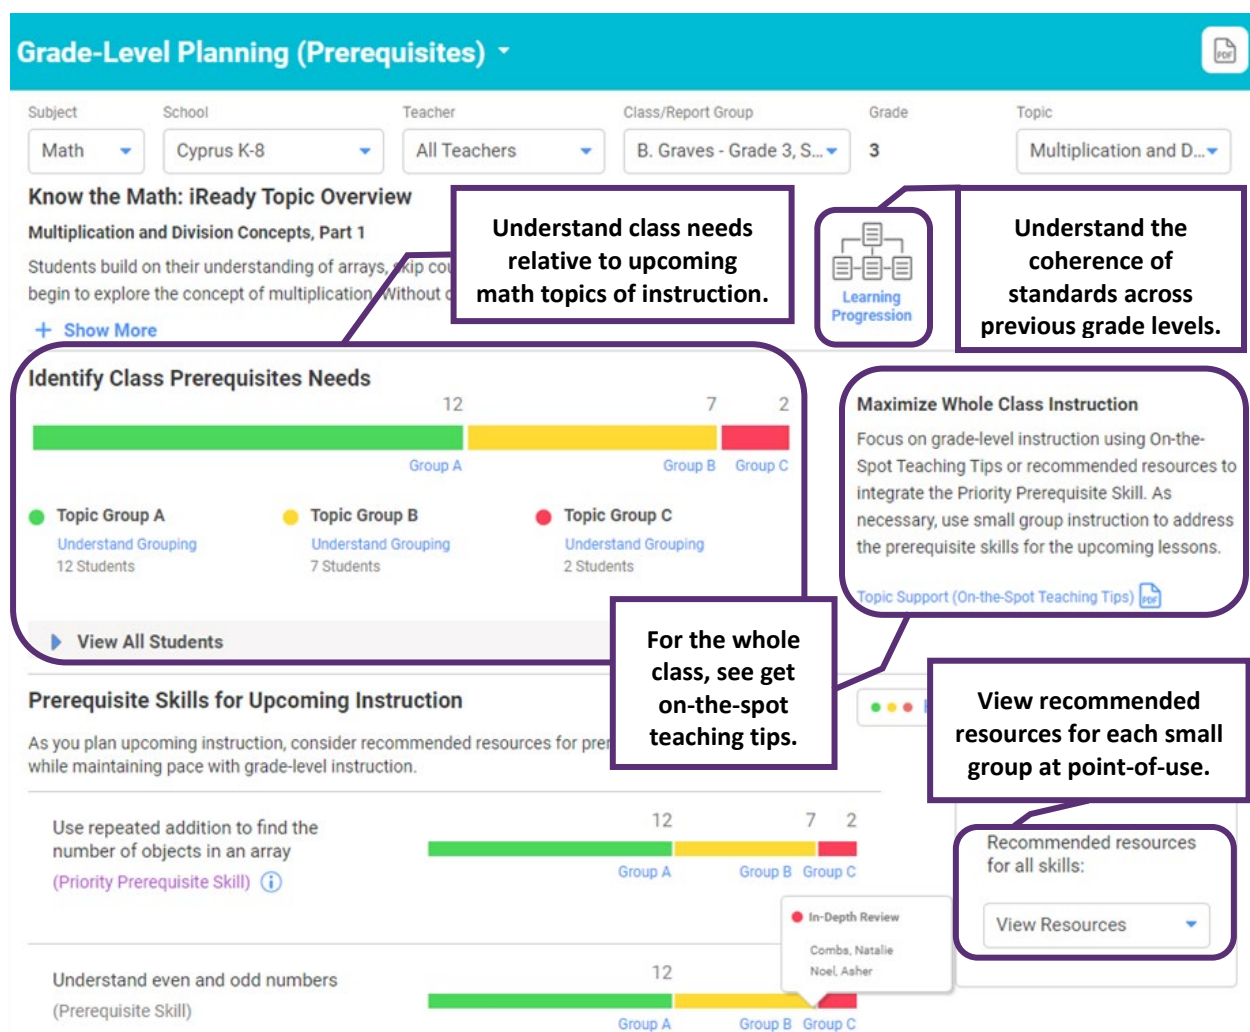 Grade-Level Planning (Prerequisites)
PDF
Subject
School
Teacher
Class/Report Group
Grade
Topic
Math
Cyprus K-8
All Teachers
B. Graves - Grade 3, S...
3
Multiplication and D...
Know the Math: iReady Topic Overview
Multiplication and Division Concepts, Part 1
Students build on their understanding of arrays, skip cou
begin to explore the concept of multiplication. Without
+ Show More
Understand class needs
relative to upcoming
math topics of instruction.
Learning
Progression
Understand the
coherence of
standards across
previous grade levels.
Identify Class Prerequisites Needs
12
7
2
Group A
Group B
Group C
Topic Group A
Understand Grouping
12 Students
Topic Group B
Understand Grouping
7 Students
Topic Group C
Understand Grouping
2 Students
View All Students
Maximize Whole Class Instruction
Focus on grade-level instruction using On-the-
Spot Teaching Tips or recommended resources to
integrate the Priority Prerequisite Skill. As
necessary, use small group instruction to address
the prerequisite skills for the upcoming lessons.
Topic Support (On-the-Spot Teaching Tips) PDF
For the whole
class, see get
on-the-spot
teaching tips.
Prerequisite Skills for Upcoming Instruction
As you plan upcoming instruction, consider recommended resources for prer
while maintaining pace with grade-level instruction.
View recommended
resources for each small
group at point-of-use.
Use repeated addition to find the
number of objects in an array
(Priority Prerequisite Skill)
12
7
2
Group A
Group B
Group C
Recommended resources
for all skills:
View Resources
In-Depth Review
Combs, Natalie
Noel, Asher
Understand even and odd numbers
(Prerequisite Skill)
12
Group A
Group B
Group C